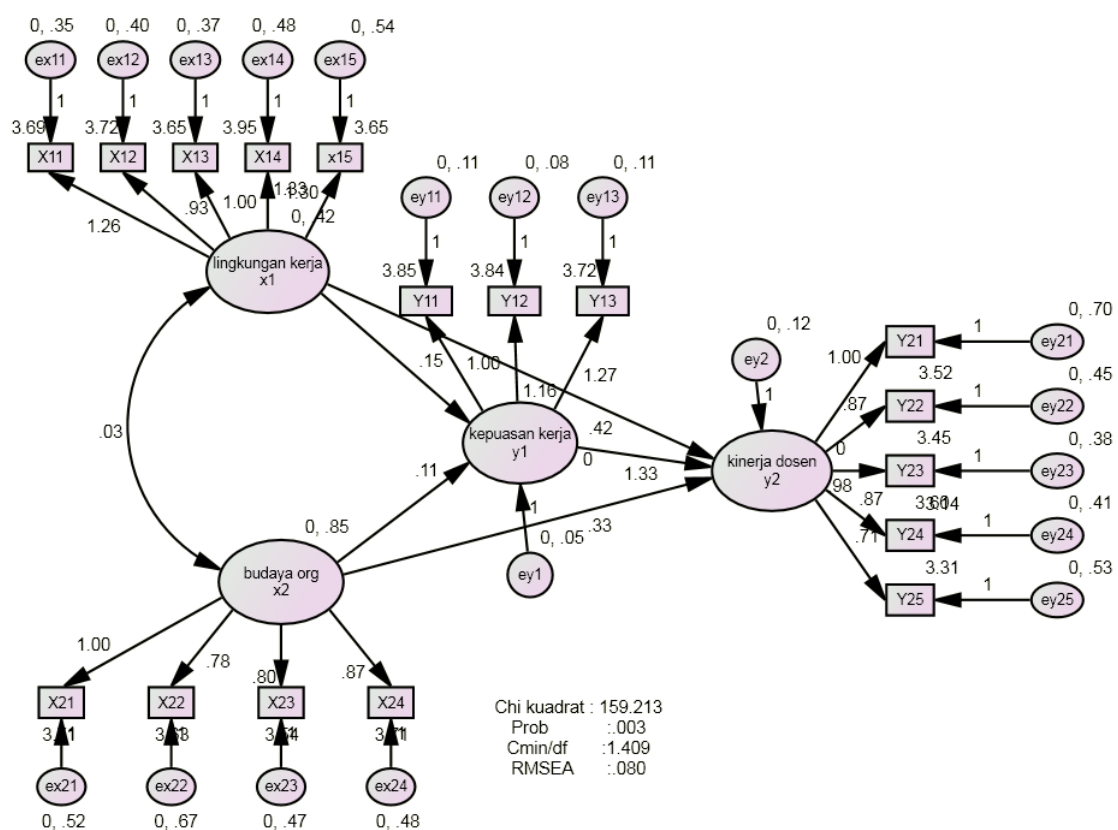 0, .35
0, .40
0, .37
0, .48
0, .54
ex11
ex12
ex13
ex14
ex15
1
1
1
1
1
3.69
3.72
3.65
3.95
3.65
X11
X12
X13
X14
x15
1.26
.93
1.00
1.30
0, .42
lingkungan kerja
x1
0, .11
0, .08
0, .11
ey11
ey12
ey13
1
1
1
3.85
3.84
3.72
Y11
Y12
Y13
.15
1.00
1.16
1.27
kepuasan kerja
y1
.42
0
1.33
.03
.11
.33
1
0, .05
ey1
0, .12
ey2
1
kinerja dosen
y2
0
1.00
.87
.98
.87
.71
Y21
1
ey21
0, .70
3.52
Y22
1
ey22
0, .45
3.45
Y23
1
ey23
0, .38
3.14
Y24
1
ey24
0, .41
3.31
Y25
1
ey25
0, .53
0, .85
budaya org
x2
1.00
.78
.80
.87
X21
X22
X23
X24
ex21
ex22
ex23
ex24
0, .52
0, .67
0, .47
0, .48
Chi kuadrat : 159.213
Prob :.003
Cmin/df :1.409
RMSEA :.080